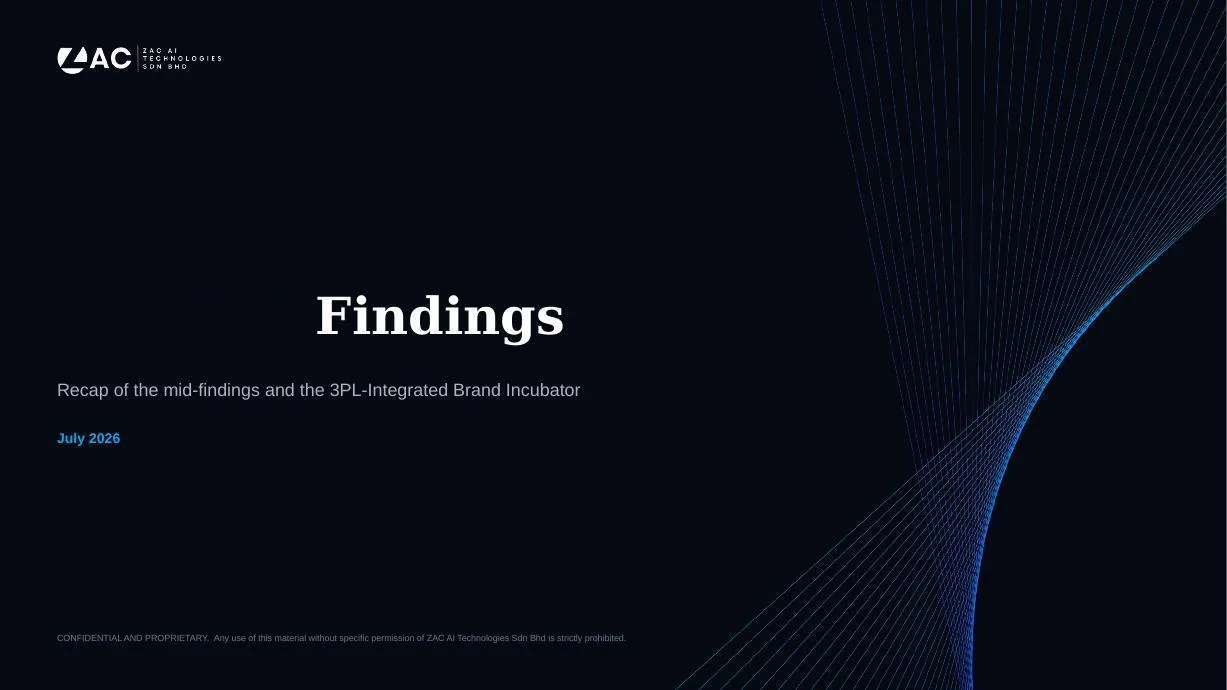 ZAC
ZAC AI
TECHNOLOGIES
SDN BHD
Findings
Recap of the mid-findings and the 3PL-Integrated Brand Incubator
July 2026
CONFIDENTIAL AND PROPRIETARY. Any use of this material without specific permission of ZAC AI Technologies Sdn Bhd is strictly prohibited.